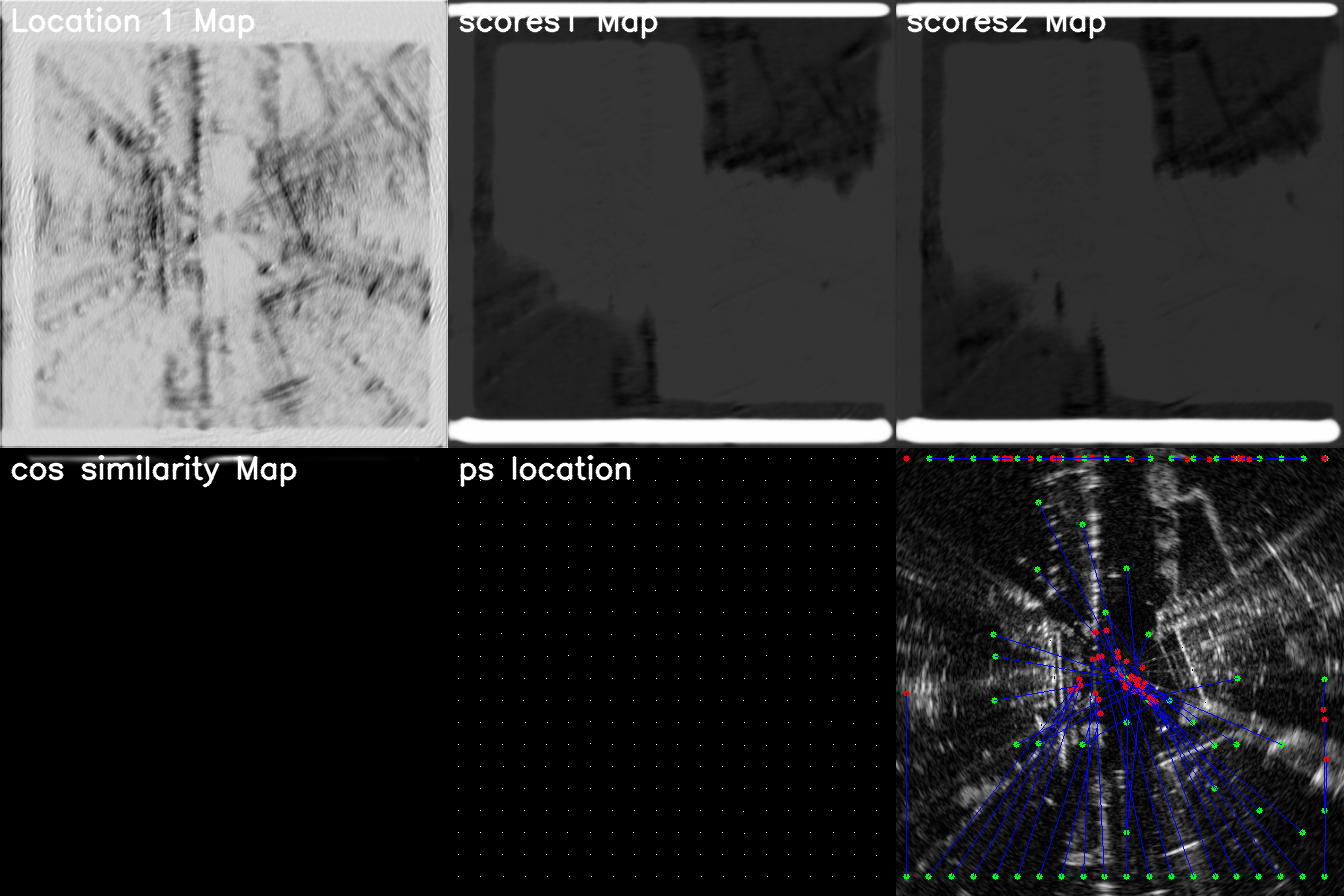 Location 1 Map
scores1 Map
scores2 Map
cos similarity Map
ps location